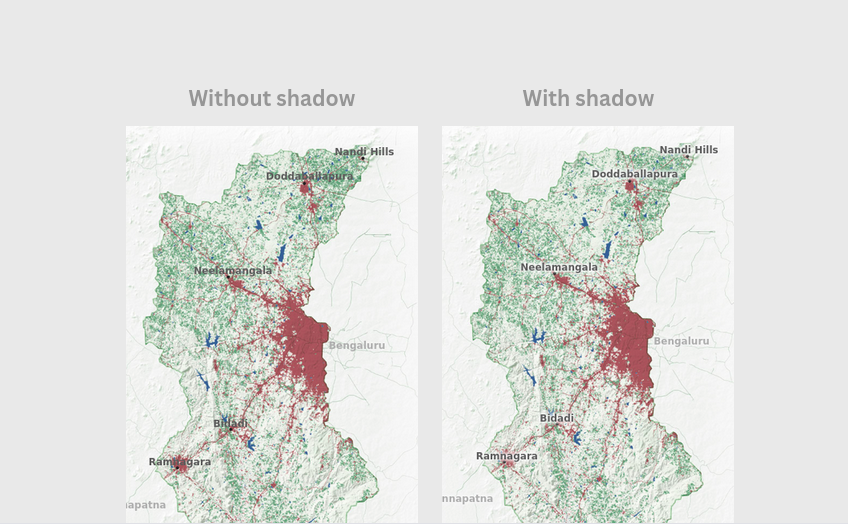 Without shadow
With shadow
Nandi Hills
Doddaballapura
Neelamangala
Bengaluru
Bidadi
Ramnagara
apatna
Nandi Hills
Doddaballapura
Neelamangala
Bengaluru
Bidadi
Ramnagara
nnapatna